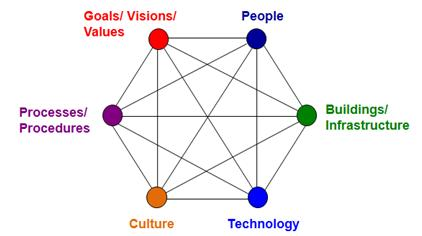 Goals/ Visions/
Values
People
Processes/
Procedures
Buildings/
Infrastructure
Culture
Technology